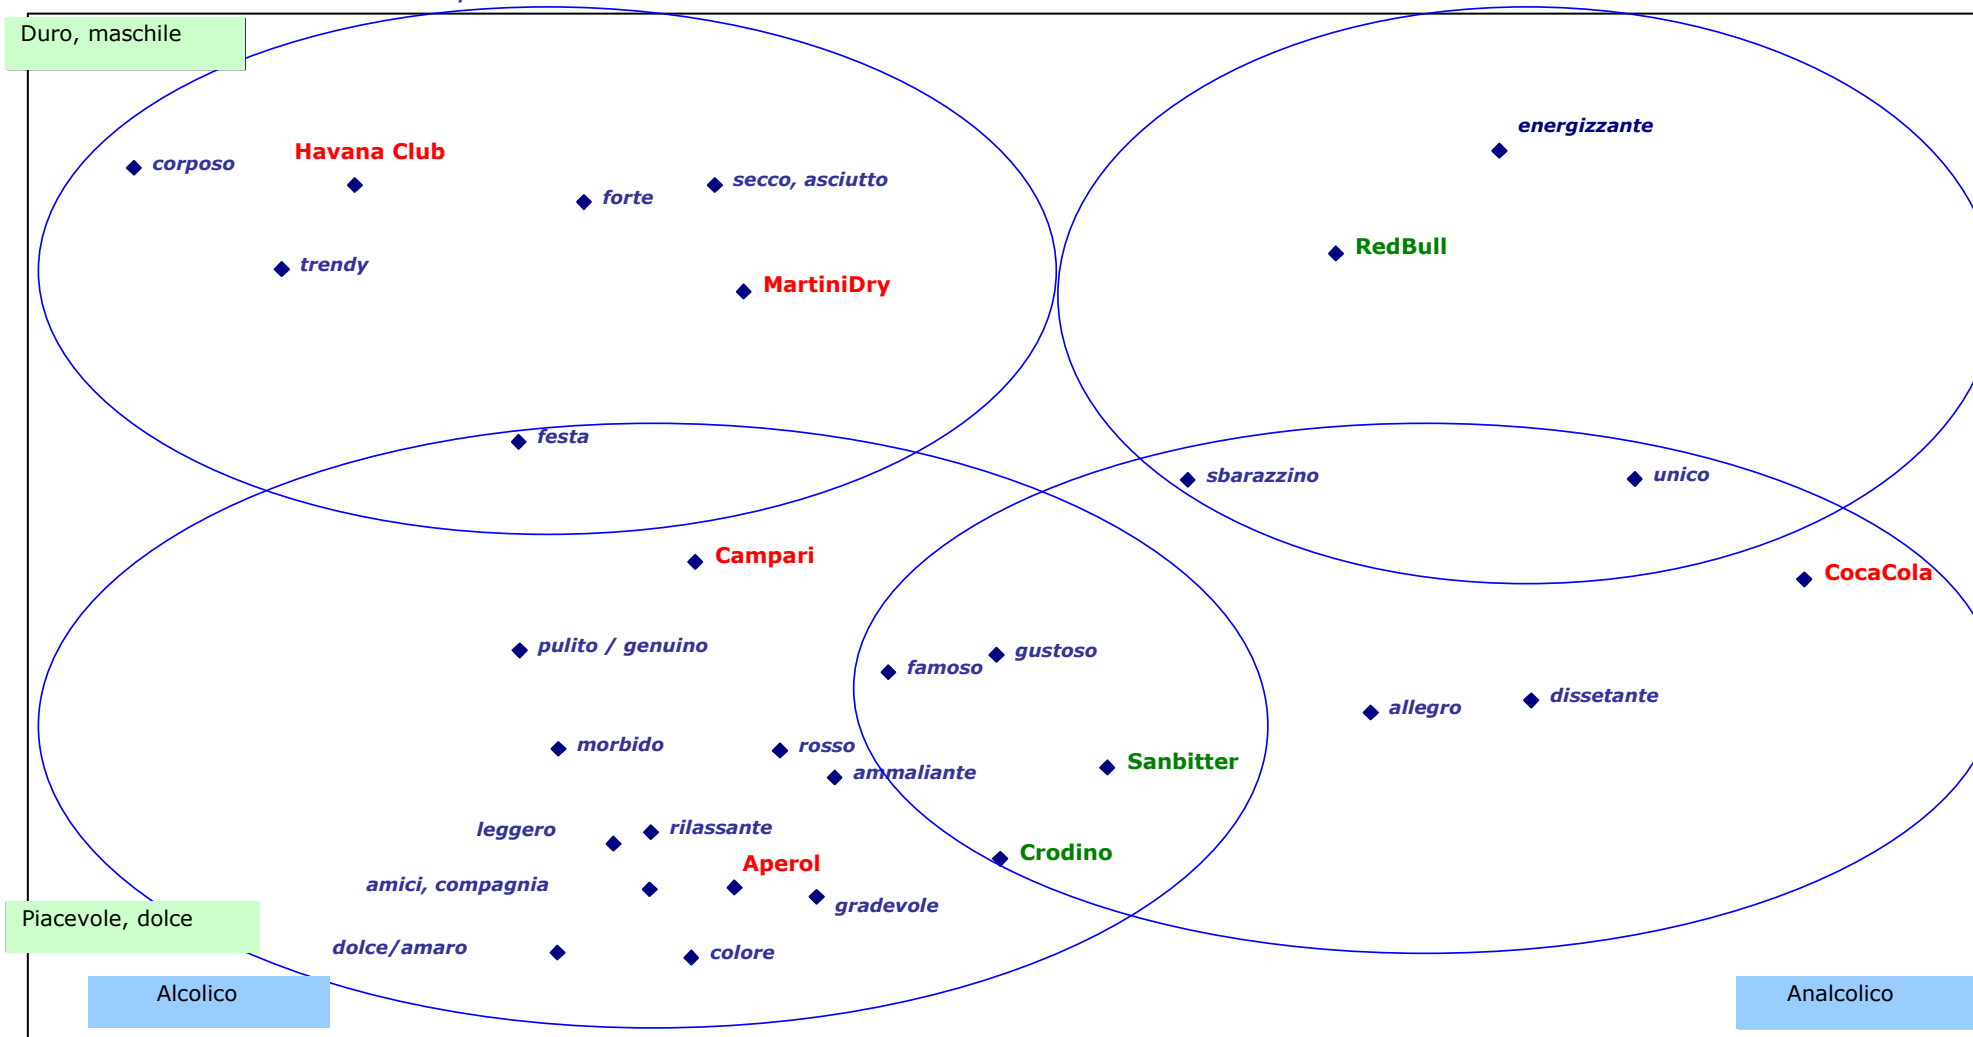 Duro, maschile
energizzante
Havana Club
corposo
secco, asciutto
forte
RedBull
trendy
MartiniDry
festa
sbarazzino
unico
Campari
CocaCola
pulito / genuino
gustoso
famoso
dissetante
allegro
morbido
rosso
Sanbitter
ammaliante
leggero
rilassante
Crodino
Aperol
amici, compagnia
gradevole
Piacevole, dolce
dolce/amaro
colore
Alcolico
Analcolico